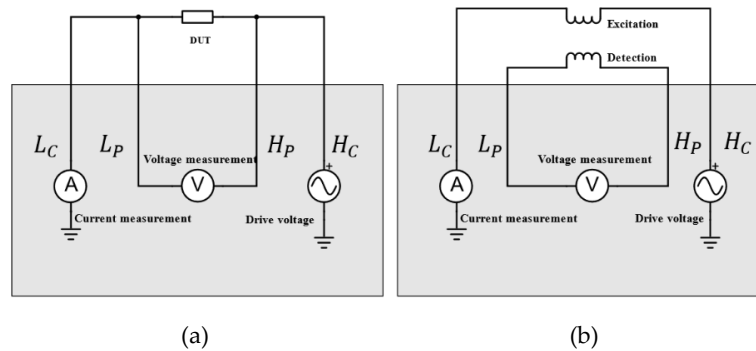 DUT
L_C
L_P
H_P
H_C
Voltage measurement
+
A
V
Current measurement
Drive voltage
(a)
Excitation
Detection
L_C
L_P
H_P
H_C
Voltage measurement
+
A
V
Current measurement
Drive voltage
(b)